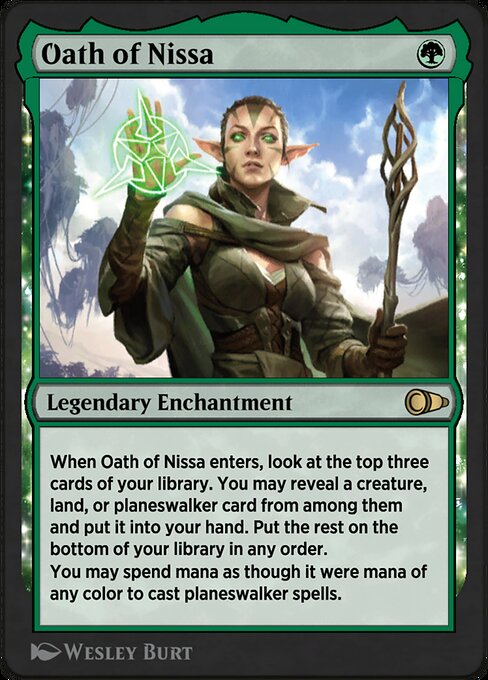 Oath of Nissa
Legendary Enchantment
When Oath of Nissa enters, look at the top three
cards of your library. You may reveal a creature,
land, or planeswalker card from among them
and put it into your hand. Put the rest on the
bottom of your library in any order.
You may spend mana as though it were mana of
any color to cast planeswalker spells.
Wesley Burt